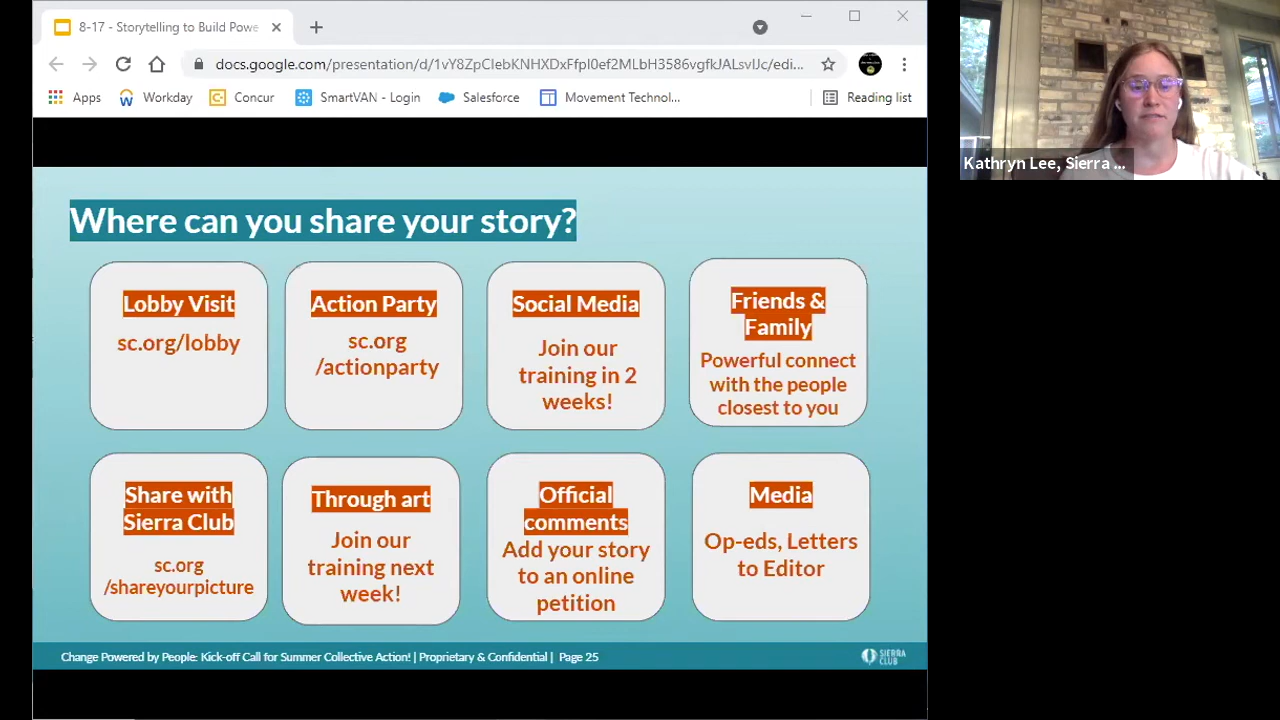 8-17 - Storytelling to Build Powe
docs.google.com/presentation/d/1vY8ZpCIebKNHXDxFfpI0ef2MLbH3586vgfkJALsvIJc/edi...
Apps
Workday
Concur
SmartVAN - Login
Salesforce
Movement Technol...
Reading list
Kathryn Lee, Sierra ...
Where can you share your story?
Lobby Visit
sc.org/lobby
Action Party
sc.org
/actionparty
Social Media
Join our
training in 2
weeks!
Friends &
Family
Powerful connect
with the people
closest to you
Share with
Sierra Club
sc.org
/shareyourpicture
Through art
Join our
training next
week!
Official
comments
Add your story
to an online
petition
Media
Op-eds, Letters
to Editor
Change Powered by People: Kick-off Call for Summer Collective Action! | Proprietary & Confidential | Page 25
SIERRA
CLUB